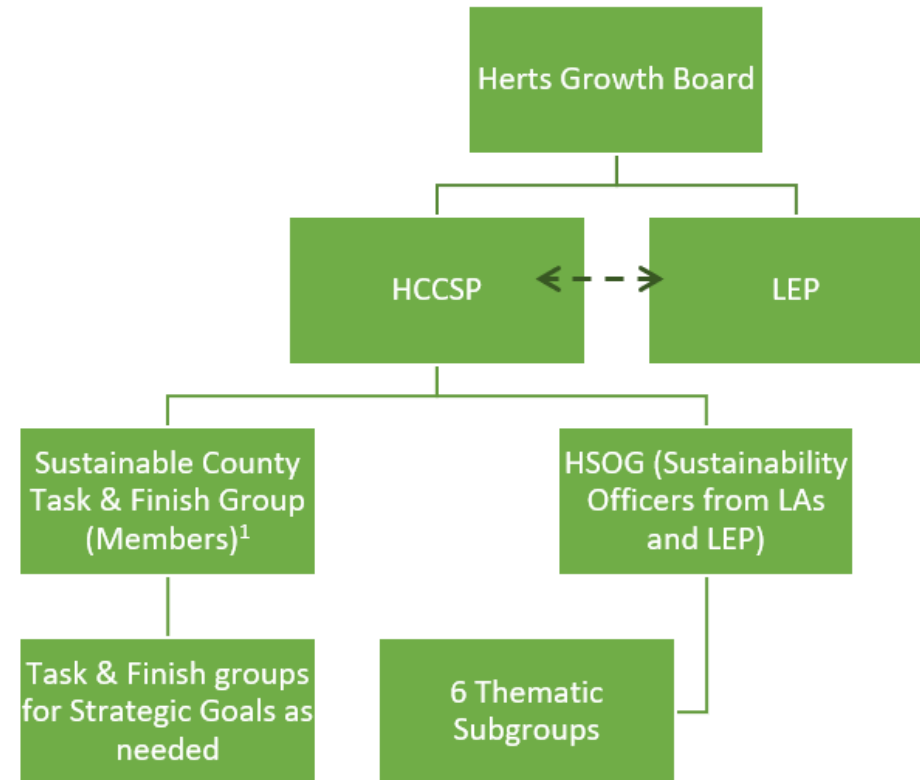 Herts Growth Board
HCCSP
LEP
Sustainable County
Task & Finish Group
(Members)¹
HSOG (Sustainability
Officers from LAs
and LEP)
Task & Finish groups
for Strategic Goals as
needed
6 Thematic
Subgroups